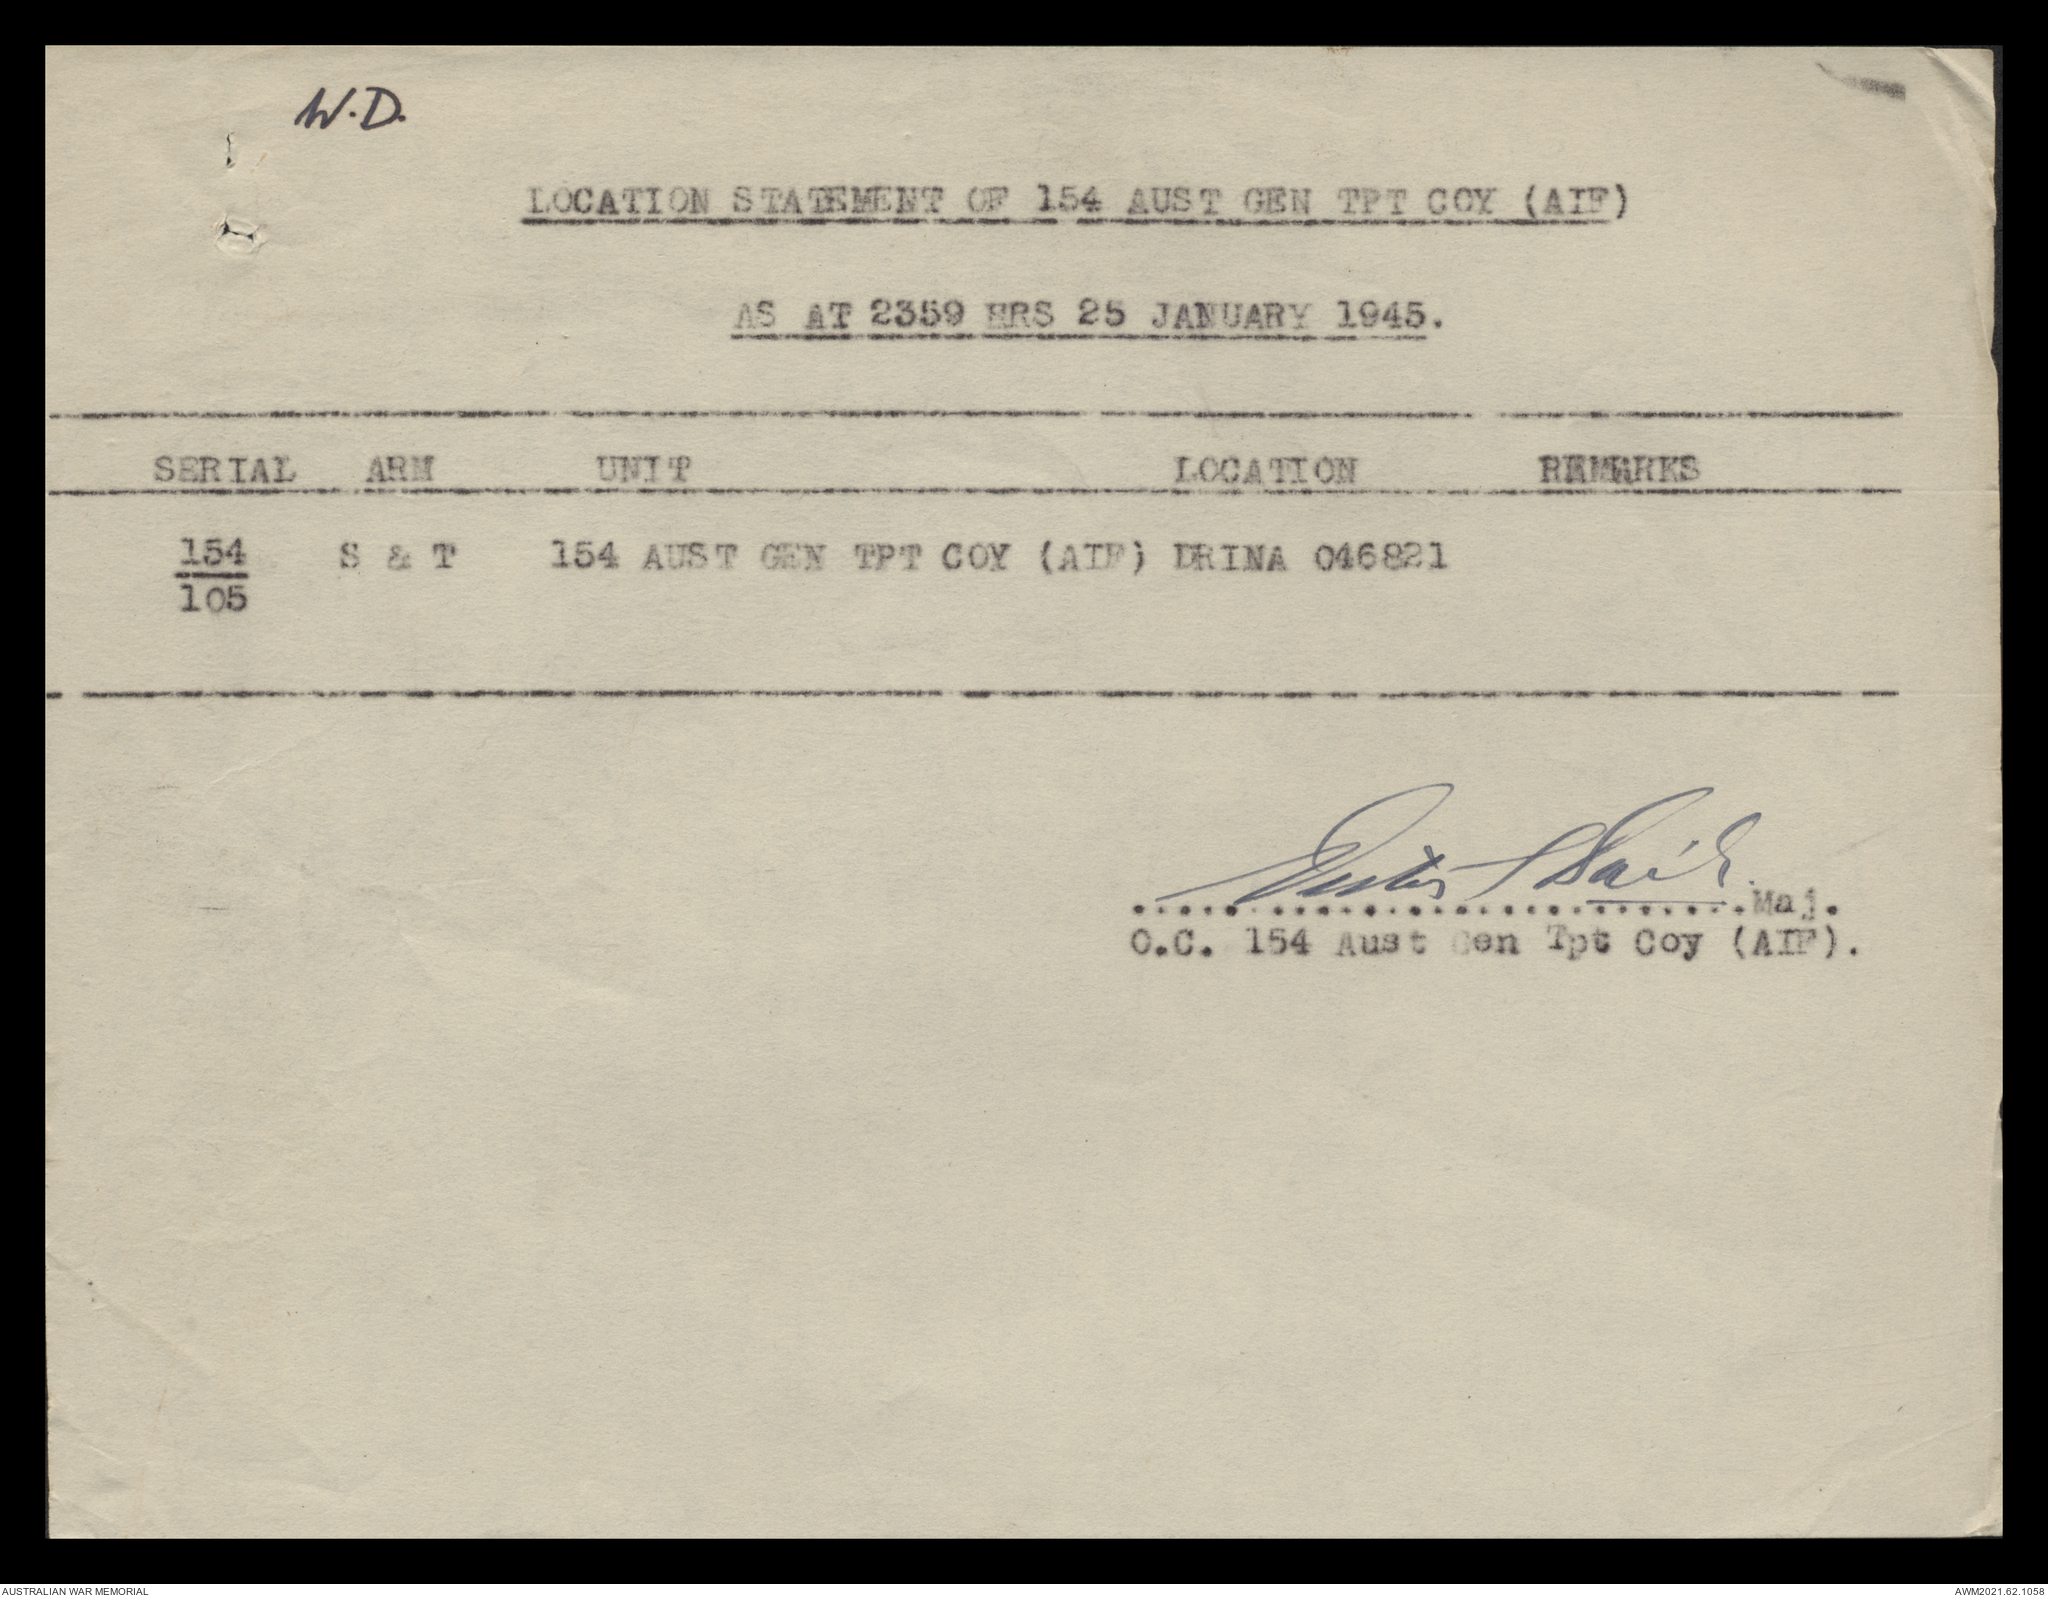 W.D.
LOCATION STATEMENT OF 154 AUST GEN TPT COY (AIF)
AS AT 2359 HRS 25 JANUARY 1945.
SERIAL ARM UNIT LOCATION REMARKS
154 S & T 154 AUST GEN TPT COY (AIF) DRINA 046821
105
..........................Maj.
O.C. 154 Aust Gen Tpt Coy (AIF).
AUSTRALIAN WAR MEMORIAL AWM2021.62.1058